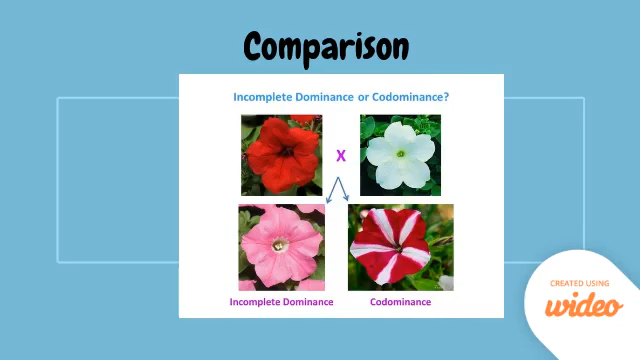 Comparison
Incomplete Dominance or Codominance?
X
Incomplete Dominance
Codominance
CREATED USING
wideo